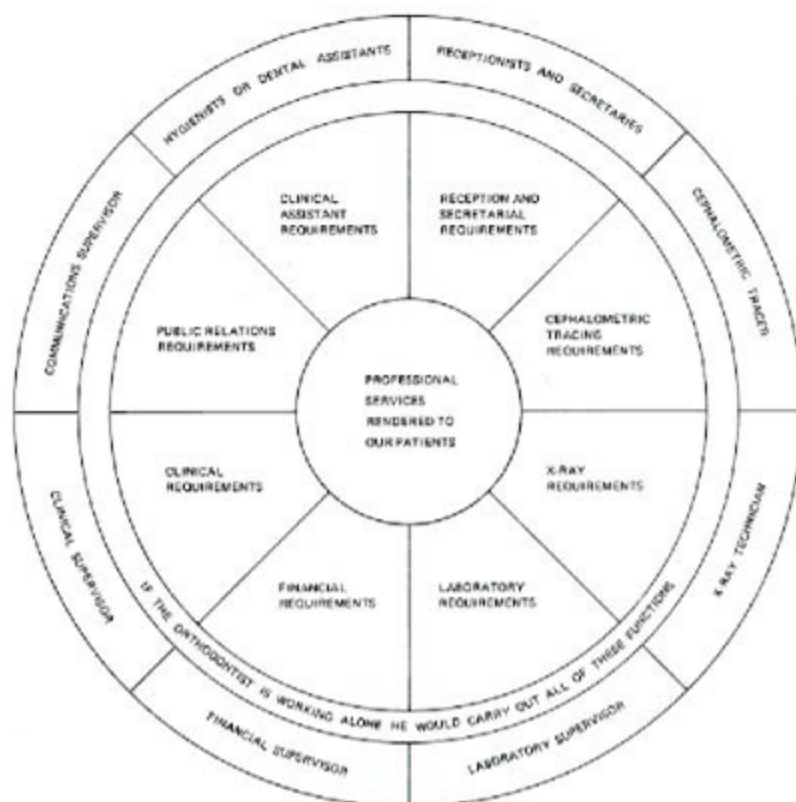 HYGIENISTS OR DENTAL ASSISTANTS
RECEPTIONISTS AND SECRETARIES
CEPHALOMETRIC TRACER
X-RAY TECHNICIAN
LABORATORY SUPERVISOR
FINANCIAL SUPERVISOR
CLINICAL SUPERVISOR
COMMUNICATIONS SUPERVISOR
CLINICAL
ASSISTANT
REQUIREMENTS
RECEPTION AND
SECRETARIAL
REQUIREMENTS
CEPHALOMETRIC
TRACING
REQUIREMENTS
X-RAY
REQUIREMENTS
LABORATORY
REQUIREMENTS
FINANCIAL
REQUIREMENTS
CLINICAL
REQUIREMENTS
PUBLIC RELATIONS
REQUIREMENTS
PROFESSIONAL
SERVICES
RENDERED TO
OUR PATIENTS
IF THE ORTHODONTIST IS WORKING ALONE HE WOULD CARRY OUT ALL OF THESE FUNCTIONS